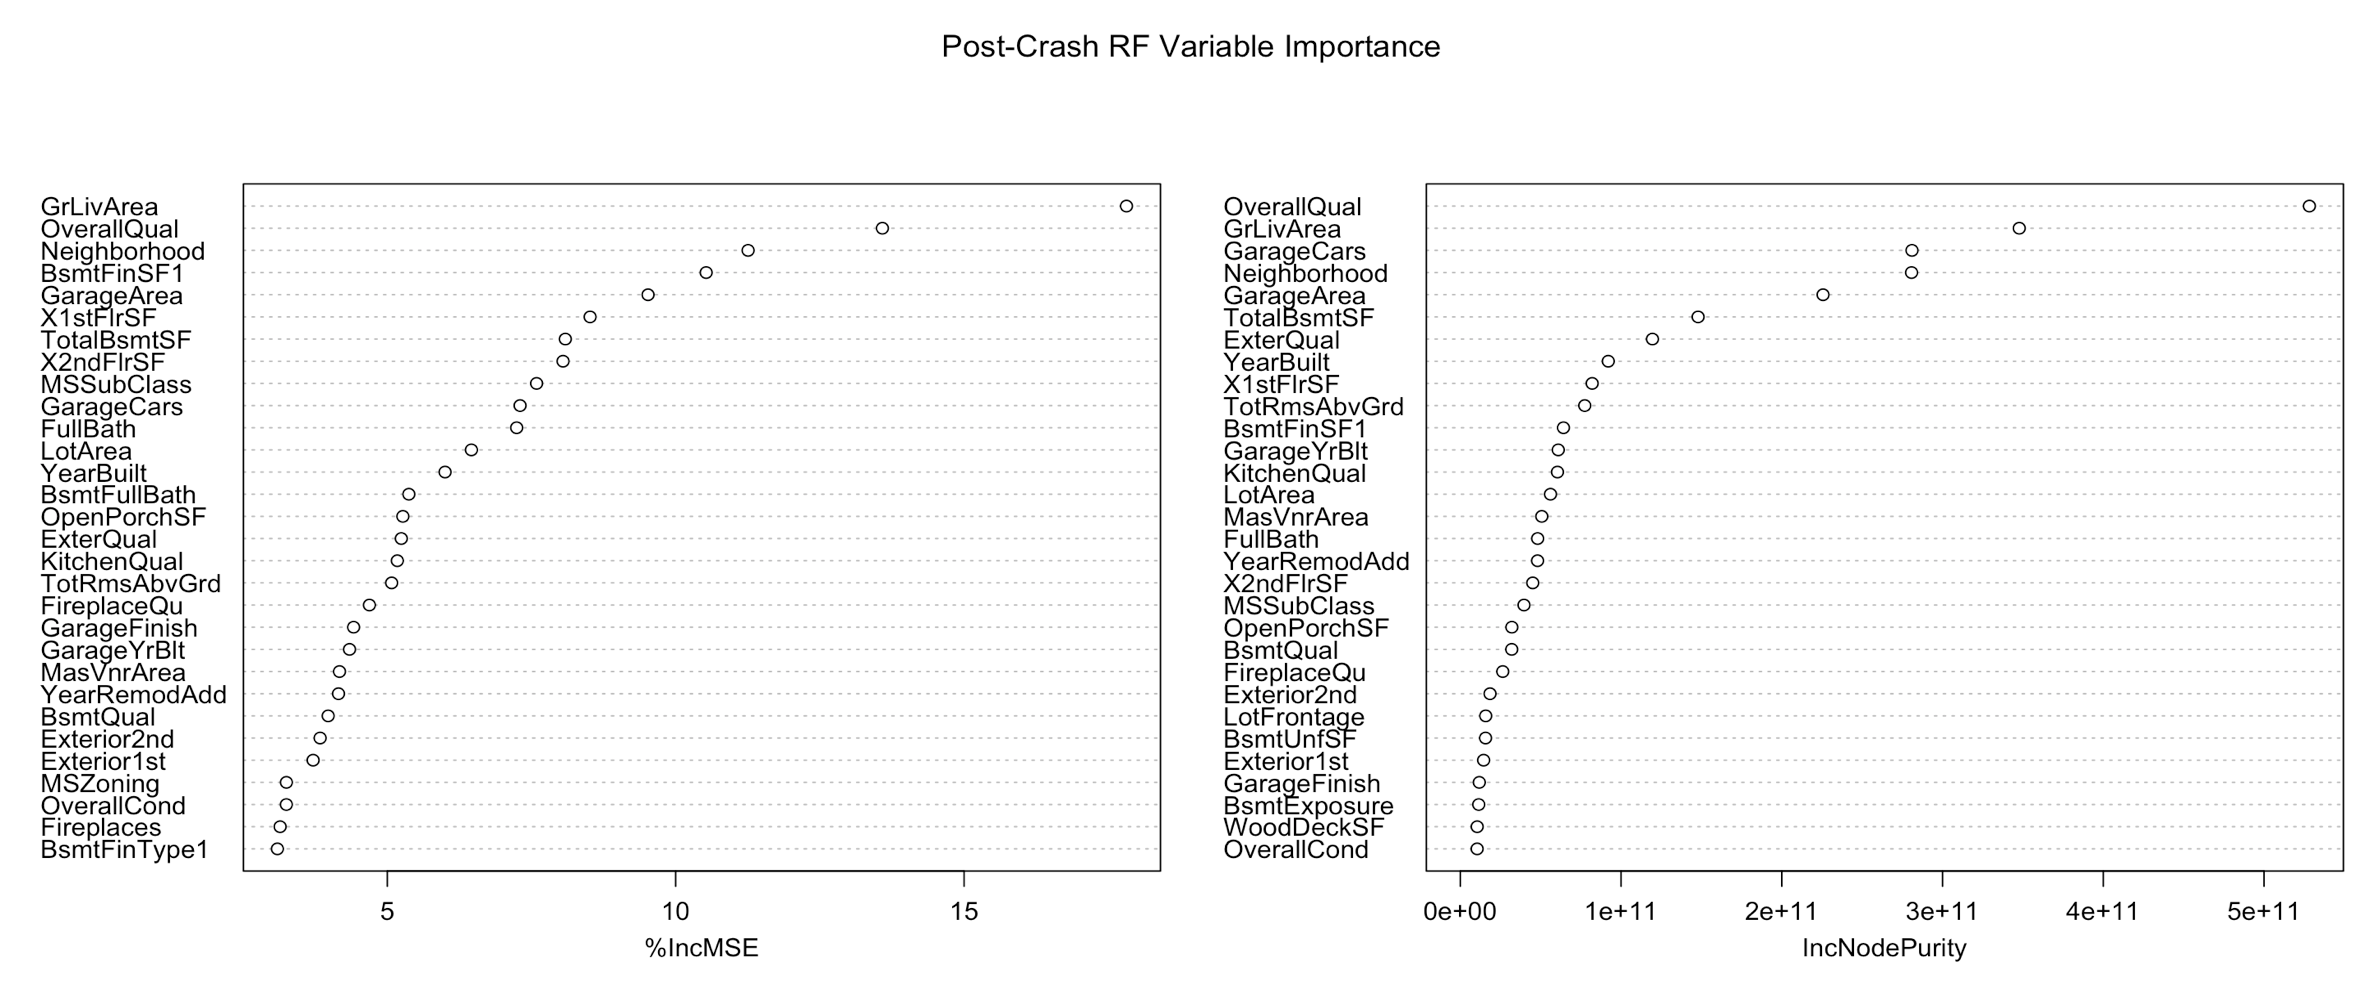 Post-Crash RF Variable Importance
GrLivArea
OverallQual
Neighborhood
BsmtFinSF1
GarageArea
X1stFlrSF
TotalBsmtSF
X2ndFlrSF
MSSubClass
GarageCars
FullBath
LotArea
YearBuilt
BsmtFullBath
OpenPorchSF
ExterQual
KitchenQual
TotRmsAbvGrd
FireplaceQu
GarageFinish
GarageYrBlt
MasVnrArea
YearRemodAdd
BsmtQual
Exterior2nd
Exterior1st
MSZoning
OverallCond
Fireplaces
BsmtFinType1
5 10 15
%IncMSE
OverallQual
GrLivArea
GarageCars
Neighborhood
GarageArea
TotalBsmtSF
ExterQual
YearBuilt
X1stFlrSF
TotRmsAbvGrd
BsmtFinSF1
GarageYrBlt
KitchenQual
LotArea
MasVnrArea
FullBath
YearRemodAdd
X2ndFlrSF
MSSubClass
OpenPorchSF
BsmtQual
FireplaceQu
Exterior2nd
LotFrontage
BsmtUnfSF
Exterior1st
GarageFinish
BsmtExposure
WoodDeckSF
OverallCond
0e+00 1e+11 2e+11 3e+11 4e+11 5e+11
IncNodePurity